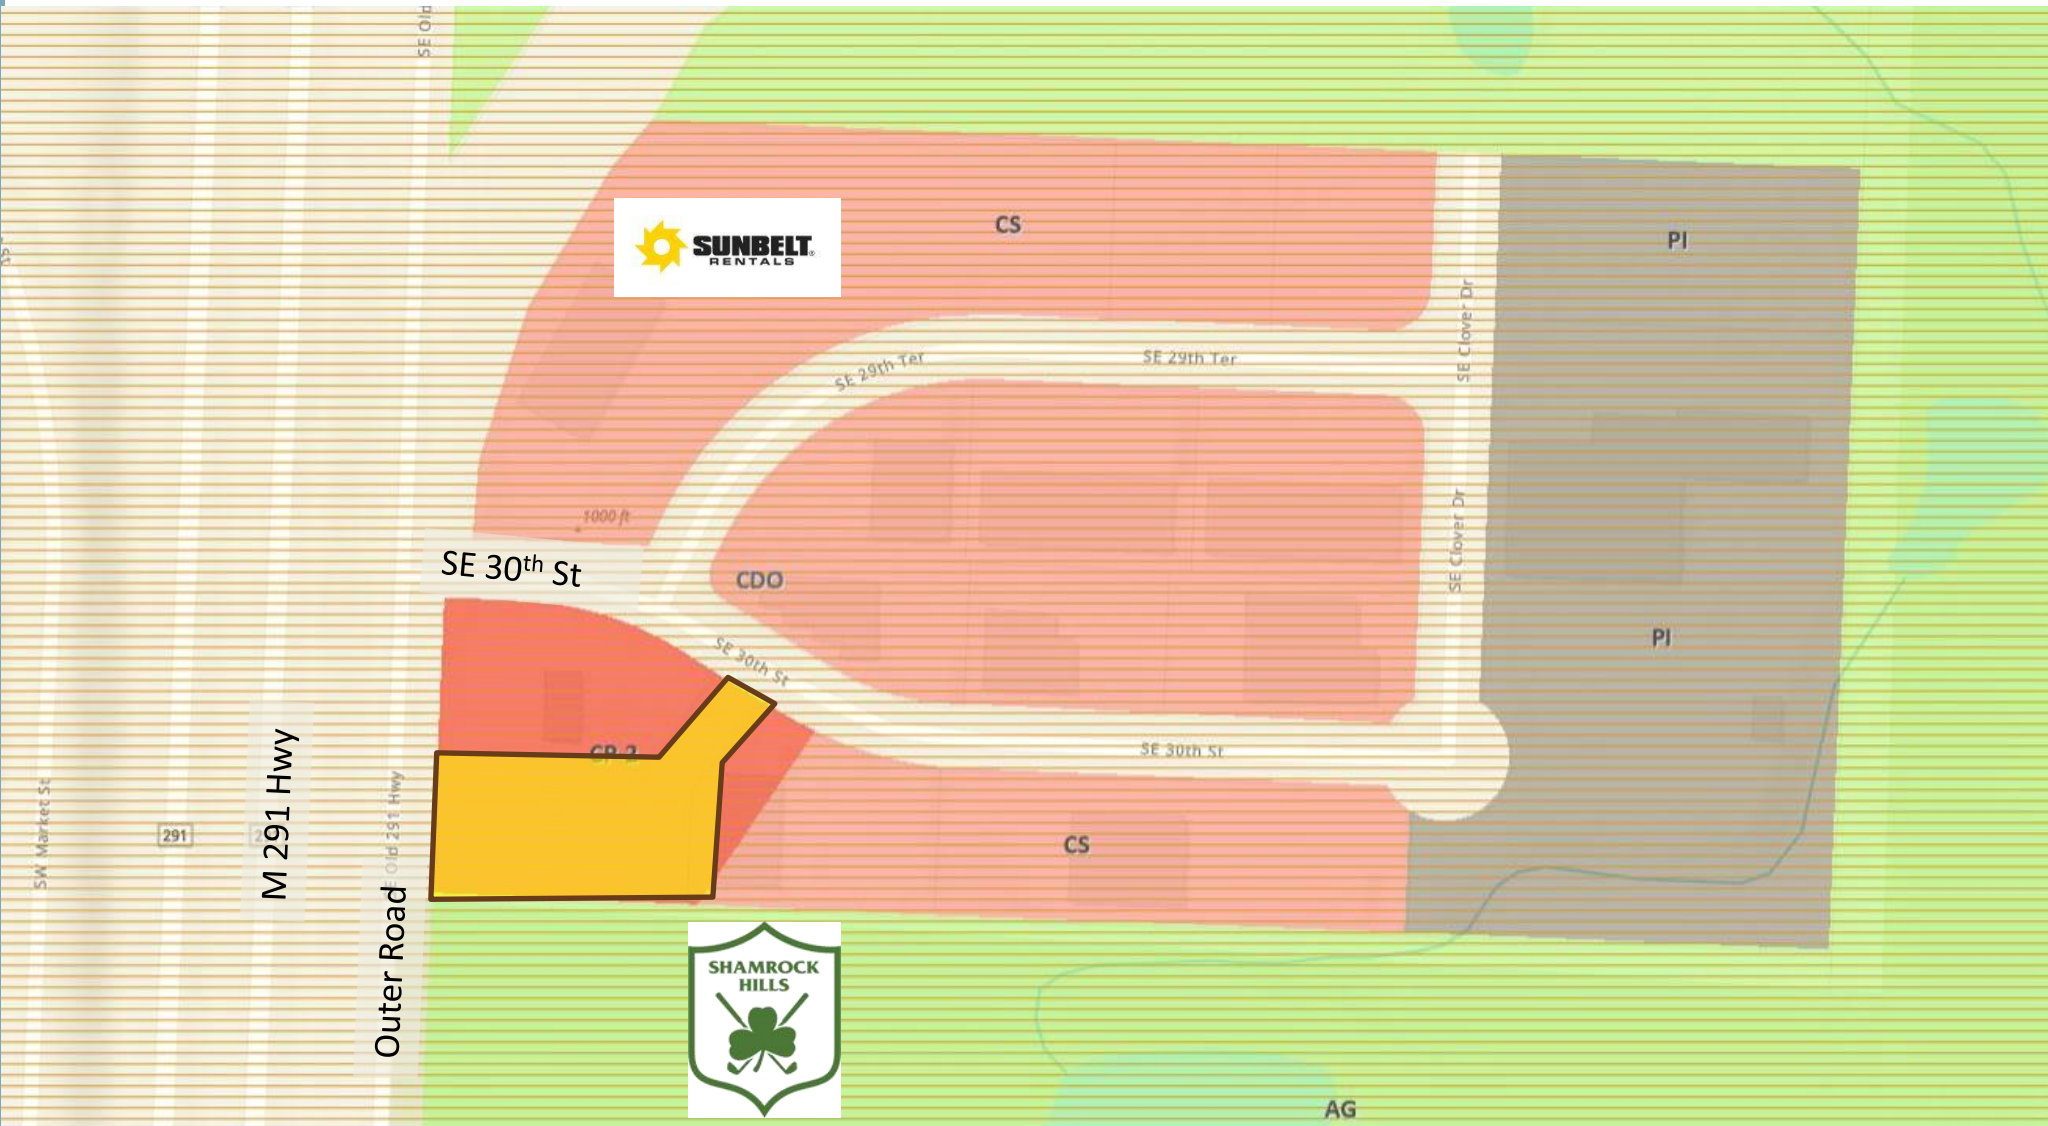 SE Old
CS
PI
SUNBELT®
RENTALS
SE Clover Dr
SE 29th Ter
SE 29th Ter
1000 ft
SE 30th St
CDO
SE Clover Dr
SE 30th St
PI
CP-2
SE 30th St
M 291 Hwy
291
Old 291 Hwy
SW Market St
CS
Outer Road
SHAMROCK
HILLS
AG